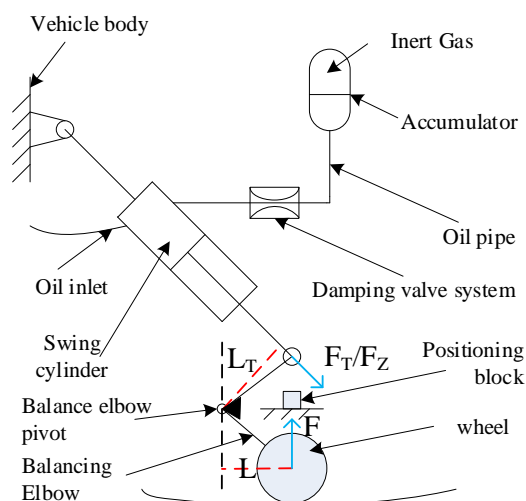 Vehicle body
Inert Gas
Accumulator
Oil pipe
Oil inlet
Damping valve system
Swing
cylinder
L_T
F_T/F_Z
Positioning
block
Balance elbow
pivot
F
wheel
Balancing
Elbow
L